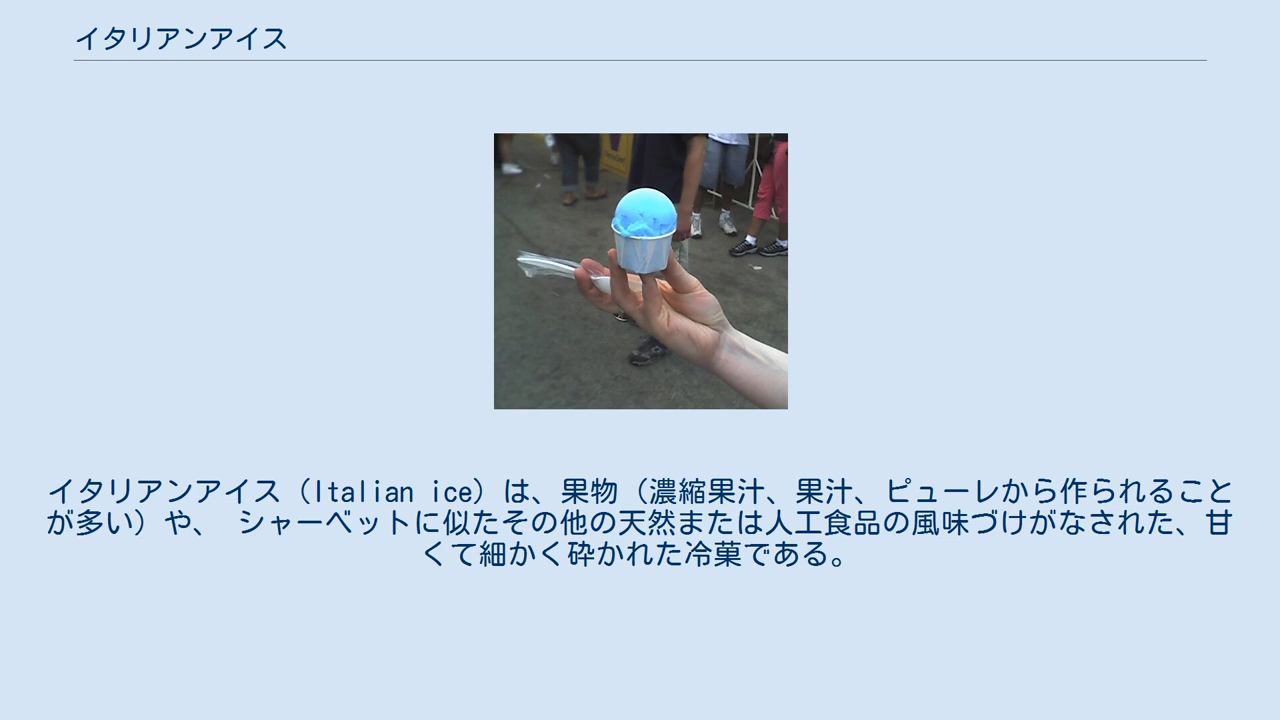 イタリアンアイス
イタリアンアイス（Italian ice）は、果物（濃縮果汁、果汁、ピューレから作られること
が多い）や、 シャーベットに似たその他の天然または人工食品の風味づけがなされた、甘
くて細かく砕かれた冷菓である。